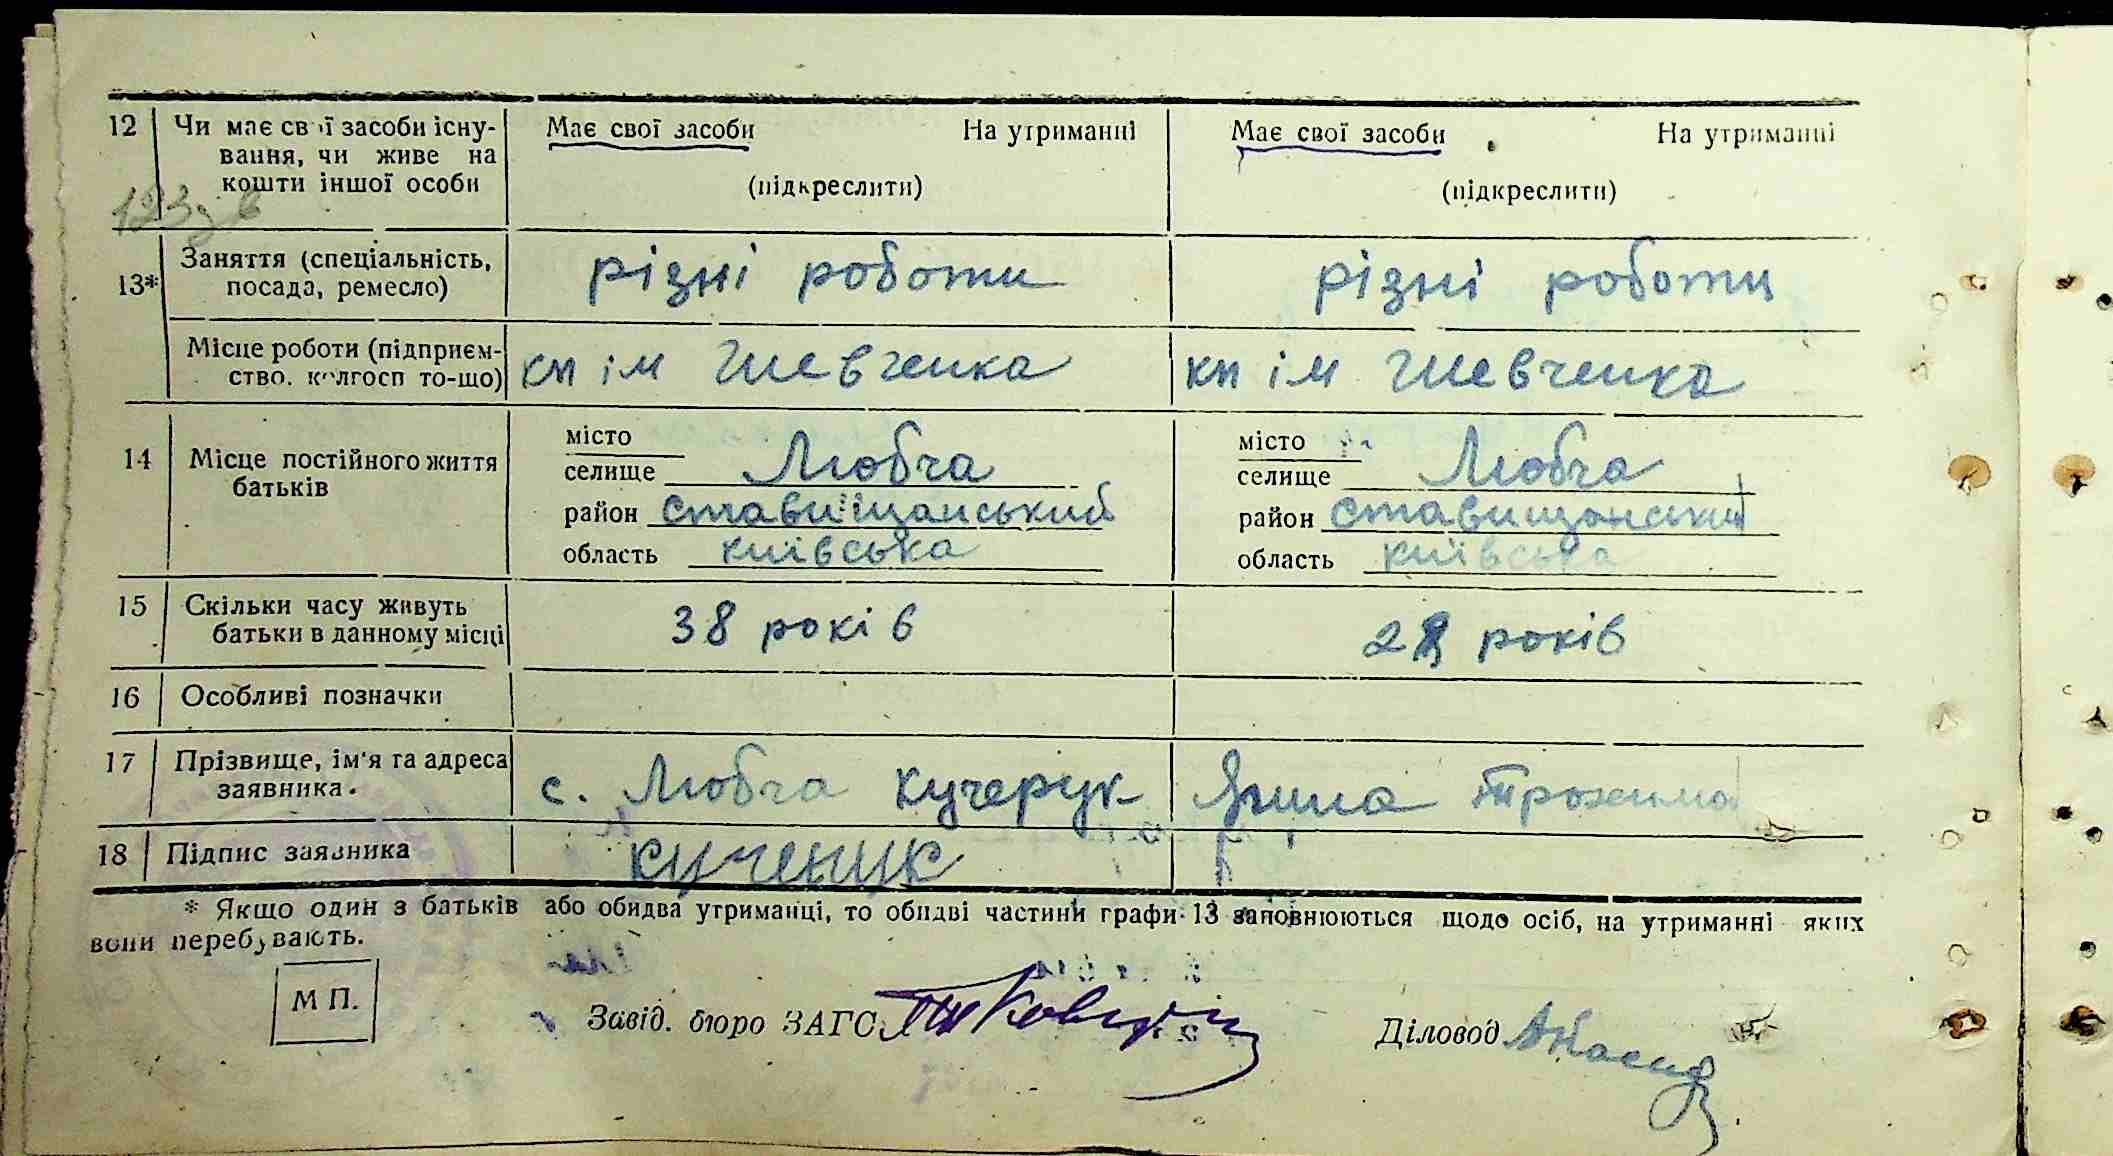 12 Чи має свої засоби існу- Має свої засоби На утриманні Має свої засоби На утриманні
вання, чи живе на
кошти іншої особи (підкреслити) (підкреслити)
13* Заняття (спеціальність, різні роботи різні роботи
посада, ремесло)
Місце роботи (підприєм- кп ім Шевченка кп ім Шевченка
ство, колгосп то-що)
14 Місце постійного життя місто місто
батьків селище Любча селище Любча
район ставищанський район ставищанський
область київська область київська
15 Скільки часу живуть 38 років років
батьки в данному місці
16 Особливі позначки
17 Прізвище, ім'я та адреса с. Любча Кучерук Ярина
заявника.
18 Підпис заявника
* Якщо один з батьків або обидва утриманці, то обидві частини графи 13 заповнюються щодо осіб, на утриманні яких
вони перебувають.
М П.
Завід. бюро ЗАГС Діловод